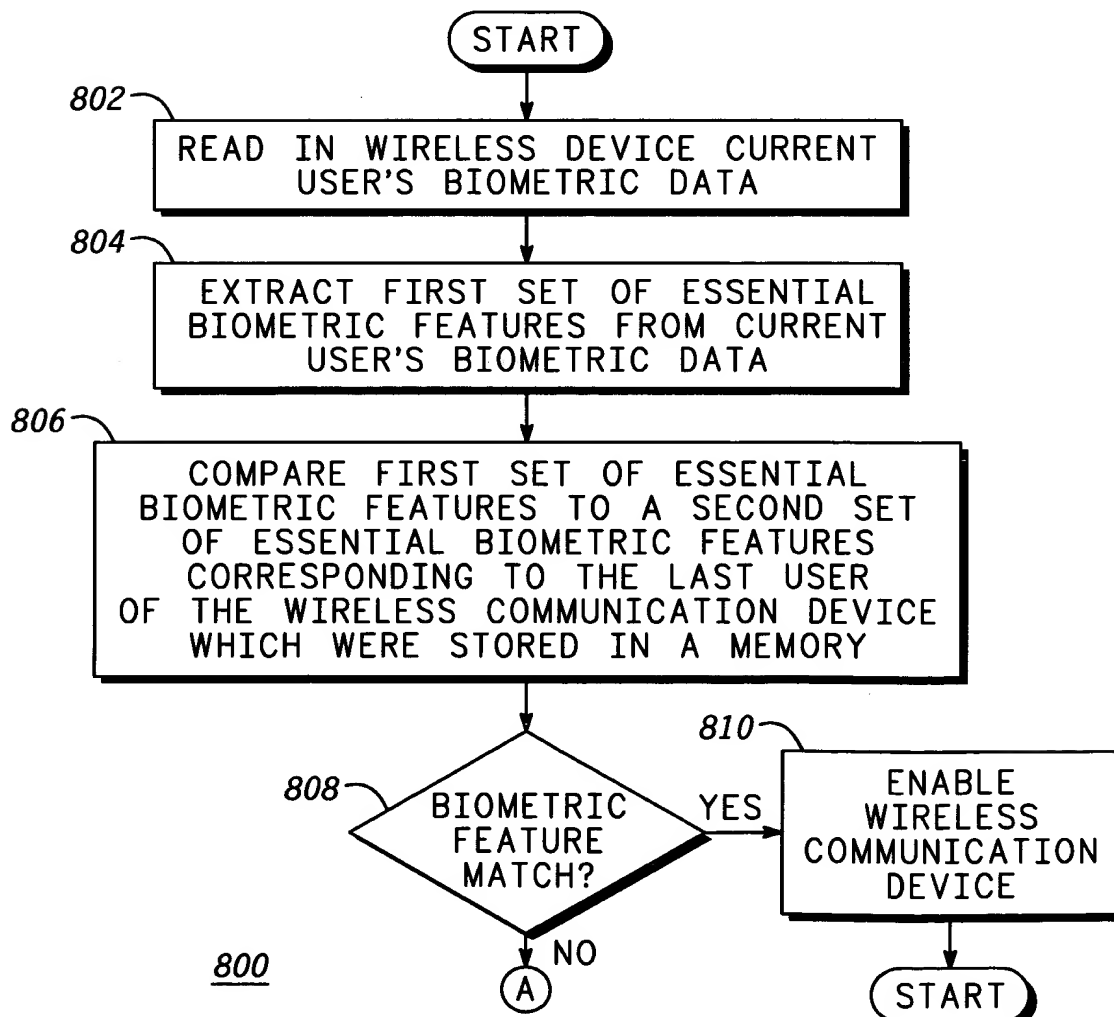 START
802
READ IN WIRELESS DEVICE CURRENT
USER'S BIOMETRIC DATA
804
EXTRACT FIRST SET OF ESSENTIAL
BIOMETRIC FEATURES FROM CURRENT
USER'S BIOMETRIC DATA
806
COMPARE FIRST SET OF ESSENTIAL
BIOMETRIC FEATURES TO A SECOND SET
OF ESSENTIAL BIOMETRIC FEATURES
CORRESPONDING TO THE LAST USER
OF THE WIRELESS COMMUNICATION DEVICE
WHICH WERE STORED IN A MEMORY
808
BIOMETRIC
FEATURE
MATCH?
YES
810
ENABLE
WIRELESS
COMMUNICATION
DEVICE
NO
A
START
800